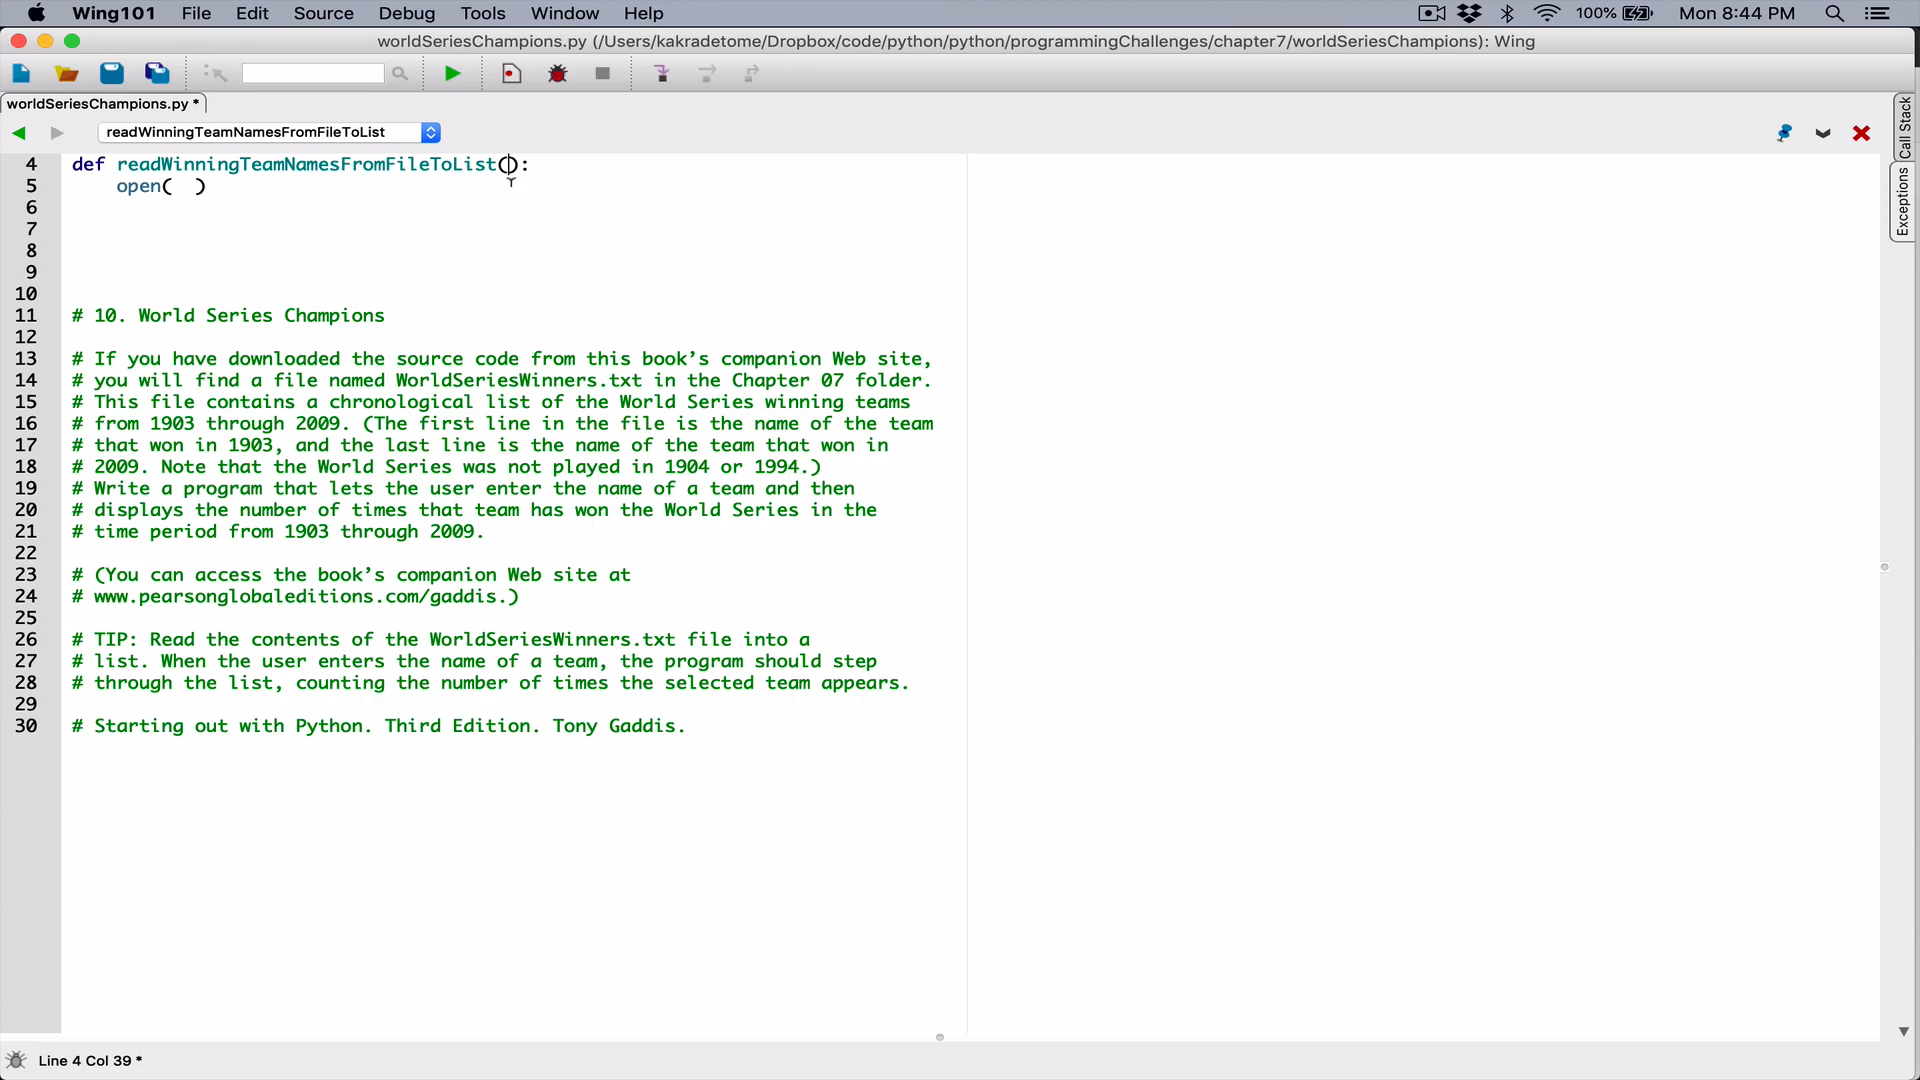 Wing101 File Edit Source Debug Tools Window Help 100% Mon 8:44 PM
worldSeriesChampions.py (/Users/kakradetome/Dropbox/code/python/python/programmingChallenges/chapter7/worldSeriesChampions): Wing
worldSeriesChampions.py *
readWinningTeamNamesFromFileToList
Call Stack
Exceptions
4 def readWinningTeamNamesFromFileToList():
5 open( )
6
7
8
9
10
11 # 10. World Series Champions
12
13 # If you have downloaded the source code from this book’s companion Web site,
14 # you will find a file named WorldSeriesWinners.txt in the Chapter 07 folder.
15 # This file contains a chronological list of the World Series winning teams
16 # from 1903 through 2009. (The first line in the file is the name of the team
17 # that won in 1903, and the last line is the name of the team that won in
18 # 2009. Note that the World Series was not played in 1904 or 1994.)
19 # Write a program that lets the user enter the name of a team and then
20 # displays the number of times that team has won the World Series in the
21 # time period from 1903 through 2009.
22
23 # (You can access the book’s companion Web site at
24 # www.pearsonglobaleditions.com/gaddis.)
25
26 # TIP: Read the contents of the WorldSeriesWinners.txt file into a
27 # list. When the user enters the name of a team, the program should step
28 # through the list, counting the number of times the selected team appears.
29
30 # Starting out with Python. Third Edition. Tony Gaddis.
Line 4 Col 39 *